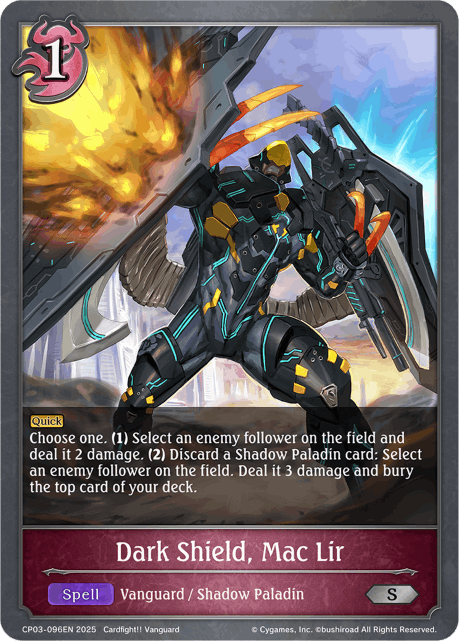 1
Quick
Choose one. (1) Select an enemy follower on the field and
deal it 2 damage. (2) Discard a Shadow Paladin card: Select
an enemy follower on the field. Deal it 3 damage and bury
the top card of your deck.
Dark Shield, Mac Lir
Spell Vanguard / Shadow Paladin S
CP03-096EN 2025 Cardfight!! Vanguard © Cygames, Inc. ©bushiroad All Rights Reserved.